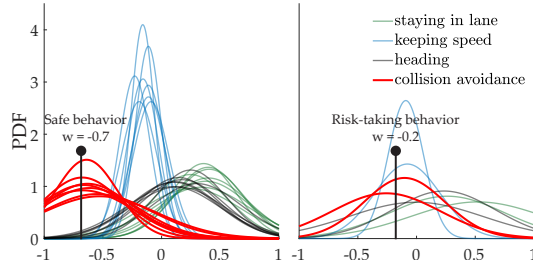 4
3
2
1
0
PDF
Safe behavior
w = -0.7
-1
-0.5
0
0.5
1
staying in lane
keeping speed
heading
collision avoidance
Risk-taking behavior
w = -0.2
-1
-0.5
0
0.5
1